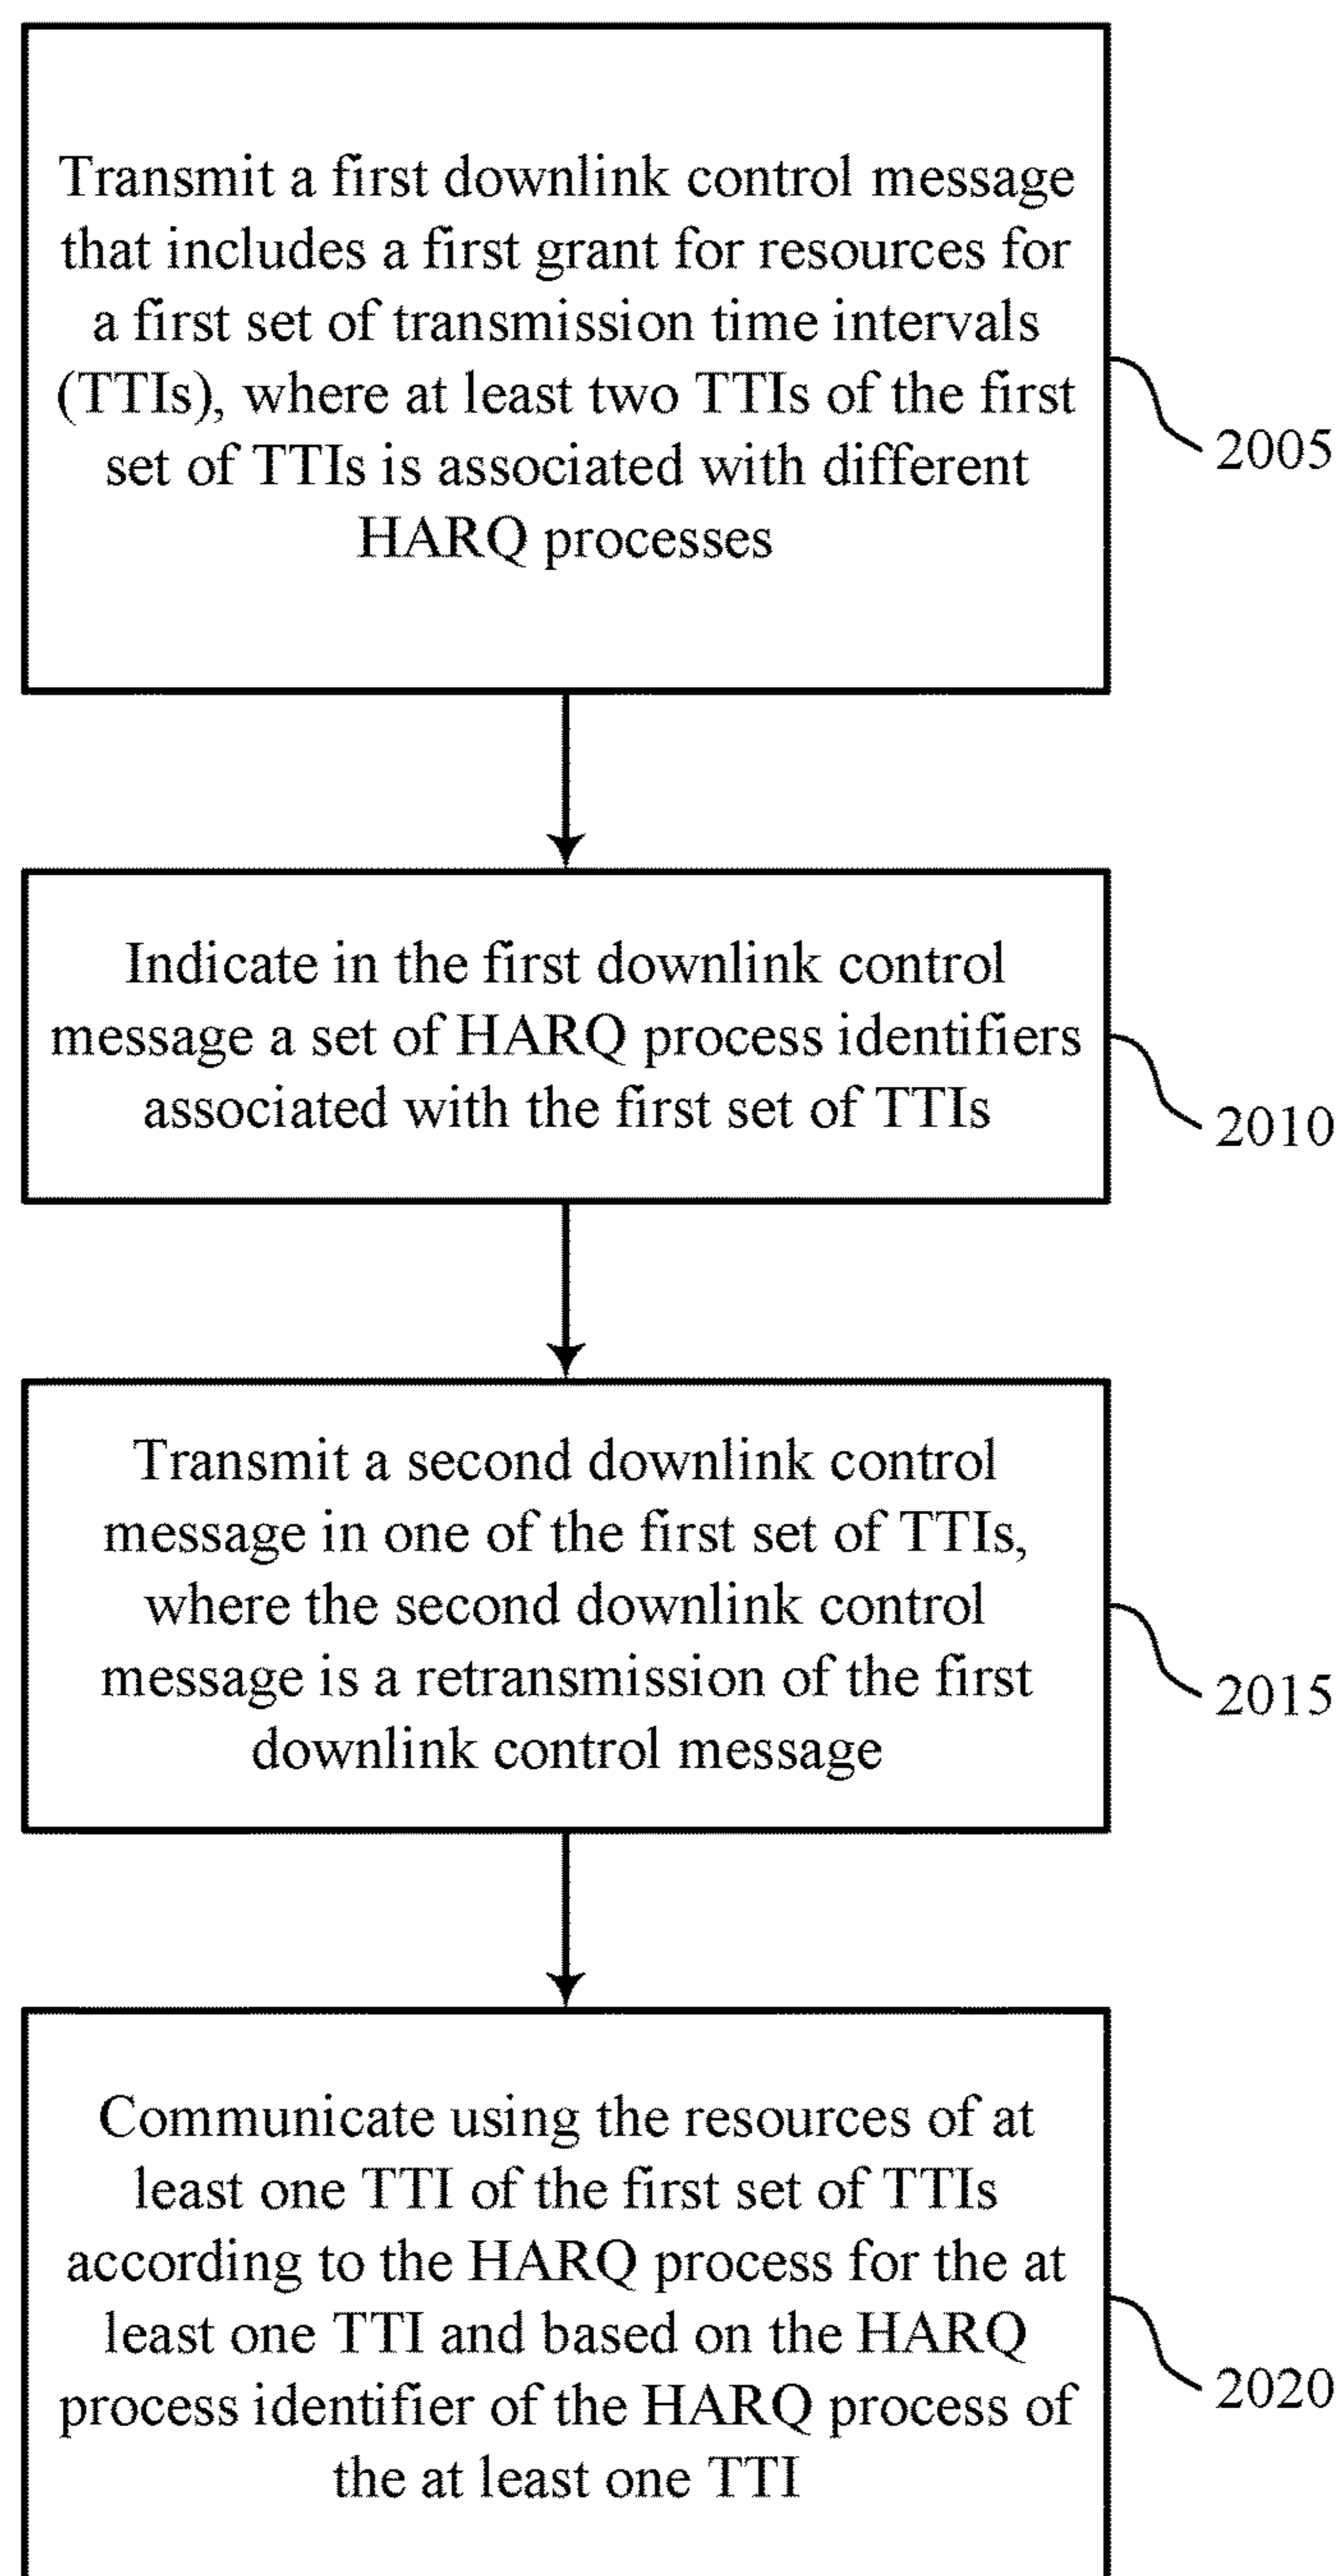 Transmit a first downlink control message
that includes a first grant for resources for
a first set of transmission time intervals
(TTIs), where at least two TTIs of the first
set of TTIs is associated with different
HARQ processes
2005
Indicate in the first downlink control
message a set of HARQ process identifiers
associated with the first set of TTIs
2010
Transmit a second downlink control
message in one of the first set of TTIs,
where the second downlink control
message is a retransmission of the first
downlink control message
2015
Communicate using the resources of at
least one TTI of the first set of TTIs
according to the HARQ process for the at
least one TTI and based on the HARQ
process identifier of the HARQ process of
the at least one TTI
2020